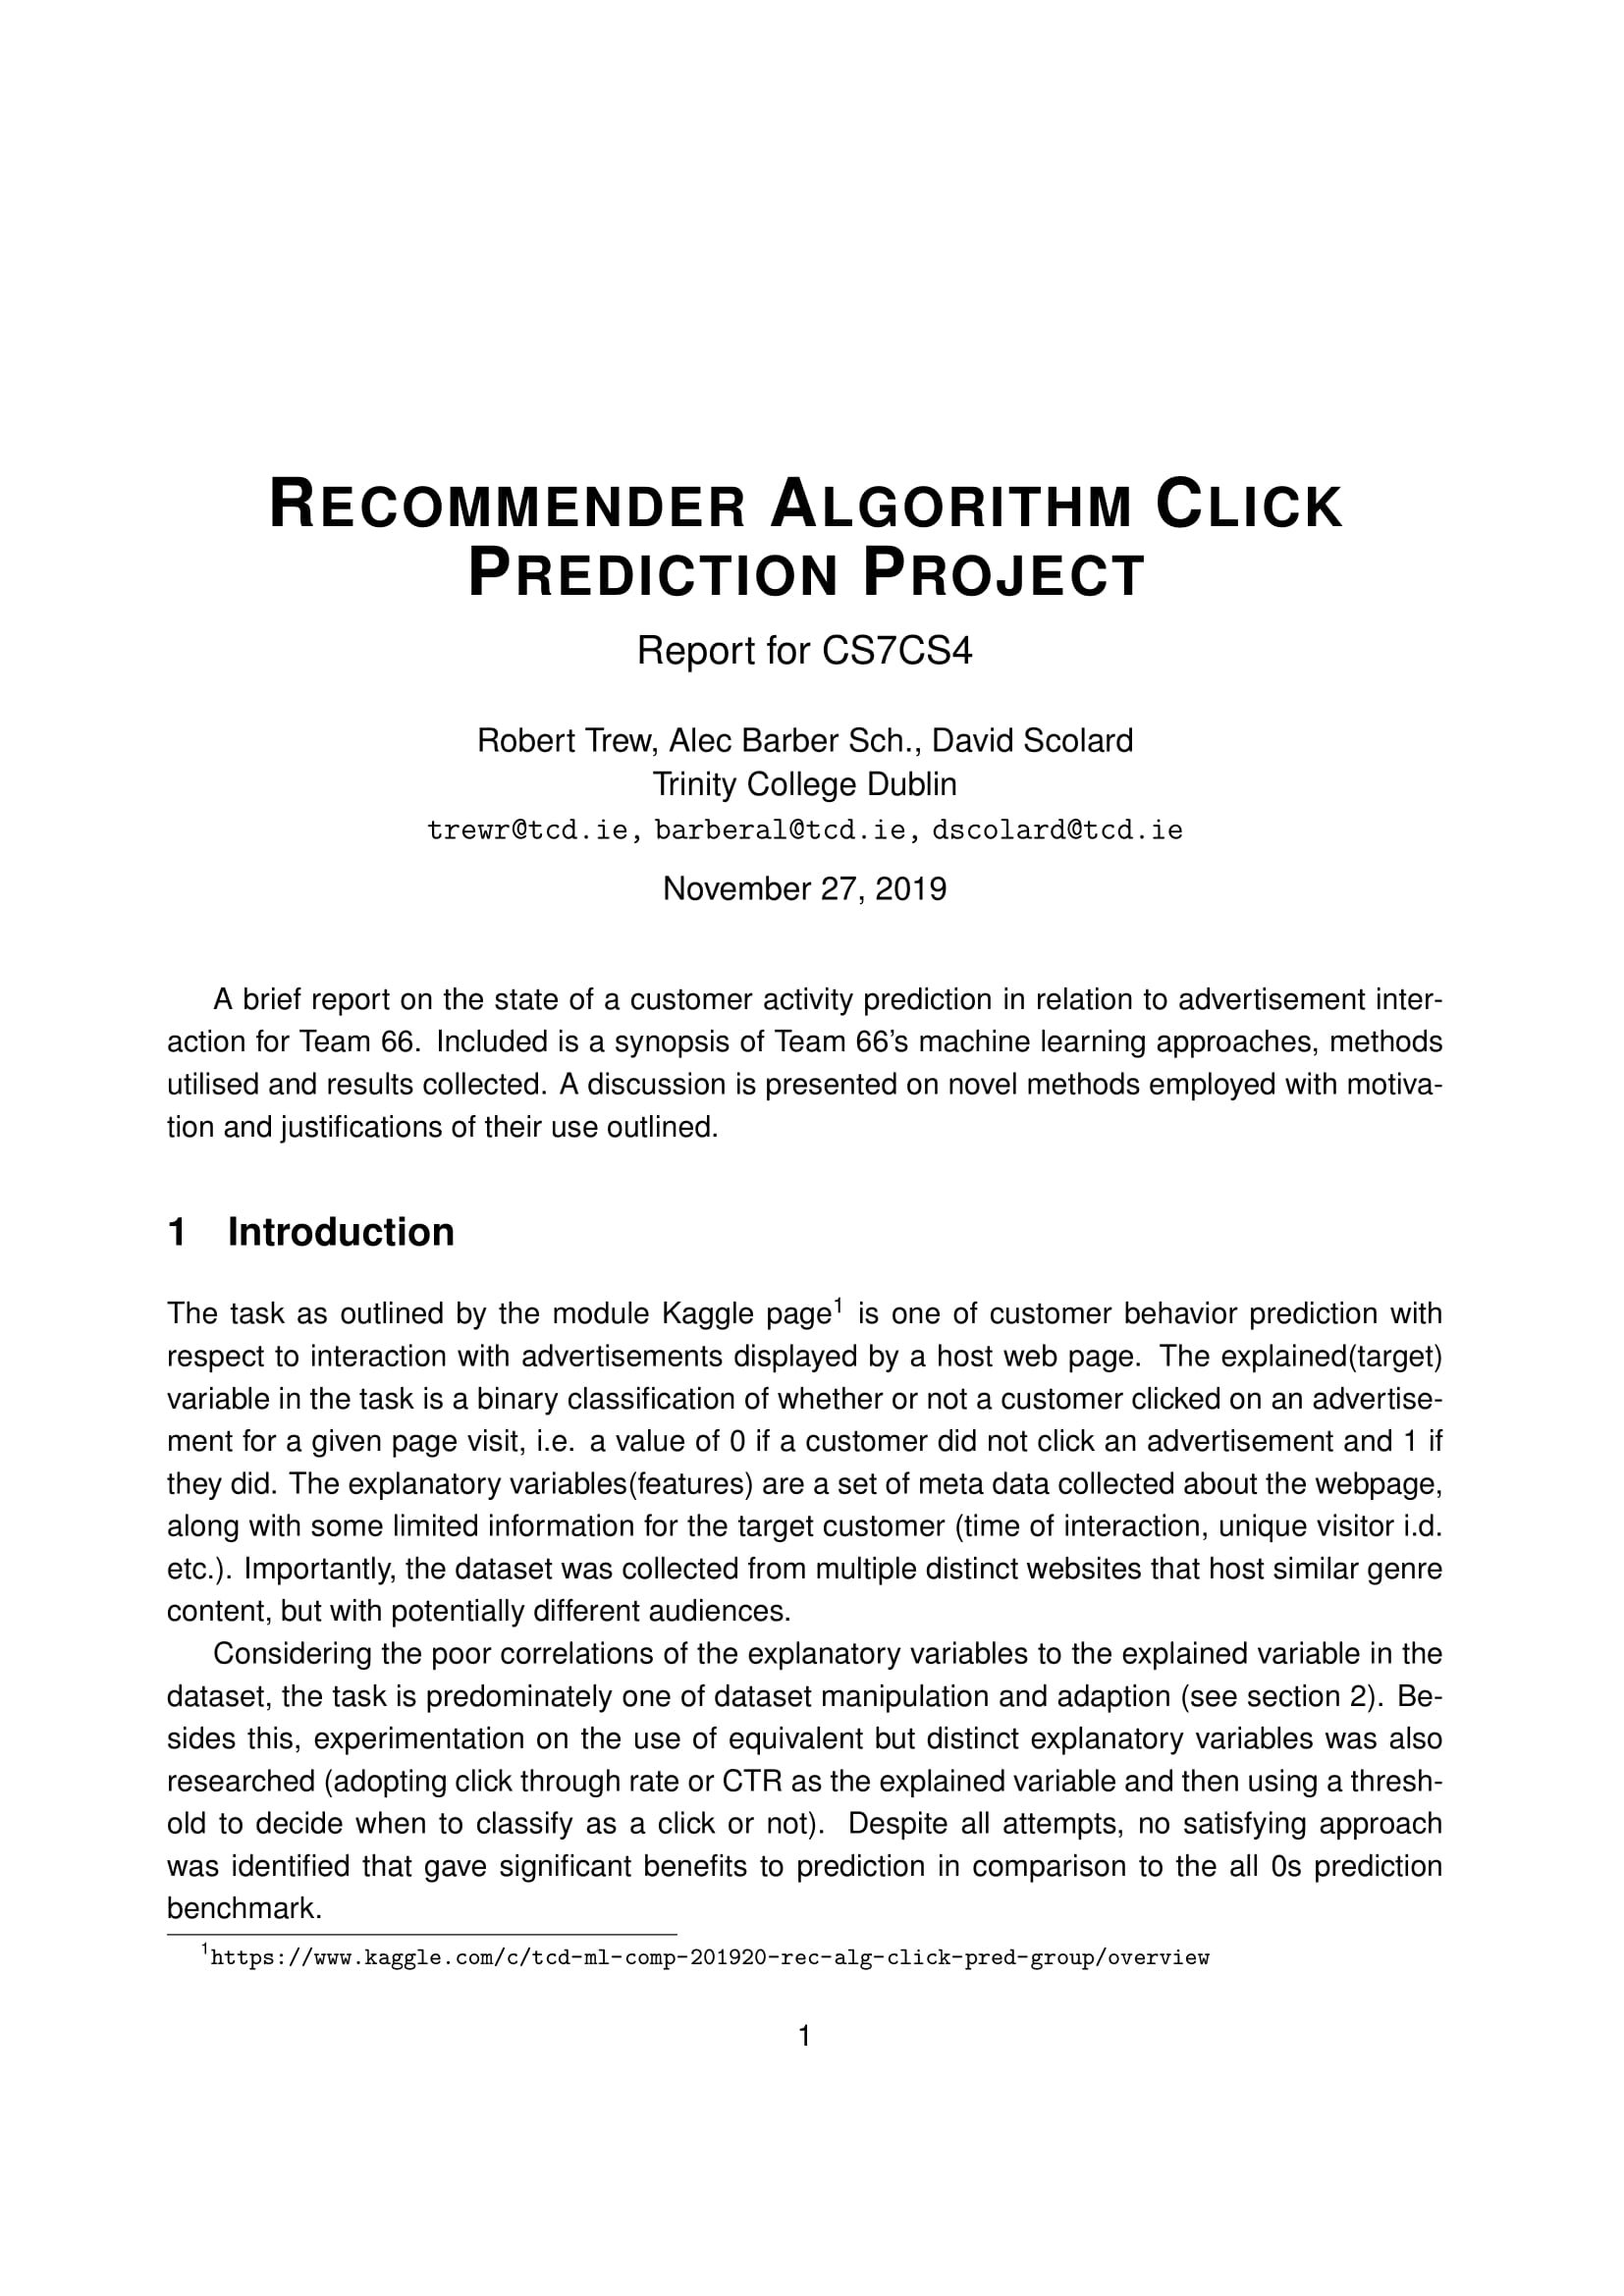 RECOMMENDER ALGORITHM CLICK
PREDICTION PROJECT
Report for CS7CS4
Robert Trew, Alec Barber Sch., David Scolard
Trinity College Dublin
trewr@tcd.ie, barberal@tcd.ie, dscolard@tcd.ie
November 27, 2019
A brief report on the state of a customer activity prediction in relation to advertisement inter-
action for Team 66. Included is a synopsis of Team 66's machine learning approaches, methods
utilised and results collected. A discussion is presented on novel methods employed with motiva-
tion and justifications of their use outlined.
1 Introduction
The task as outlined by the module Kaggle page1 is one of customer behavior prediction with
respect to interaction with advertisements displayed by a host web page. The explained(target)
variable in the task is a binary classification of whether or not a customer clicked on an advertise-
ment for a given page visit, i.e. a value of 0 if a customer did not click an advertisement and 1 if
they did. The explanatory variables(features) are a set of meta data collected about the webpage,
along with some limited information for the target customer (time of interaction, unique visitor i.d.
etc.). Importantly, the dataset was collected from multiple distinct websites that host similar genre
content, but with potentially different audiences.
Considering the poor correlations of the explanatory variables to the explained variable in the
dataset, the task is predominately one of dataset manipulation and adaption (see section 2). Be-
sides this, experimentation on the use of equivalent but distinct explanatory variables was also
researched (adopting click through rate or CTR as the explained variable and then using a thresh-
old to decide when to classify as a click or not). Despite all attempts, no satisfying approach
was identified that gave significant benefits to prediction in comparison to the all 0s prediction
benchmark.
1https://www.kaggle.com/c/tcd-ml-comp-201920-rec-alg-click-pred-group/overview
1